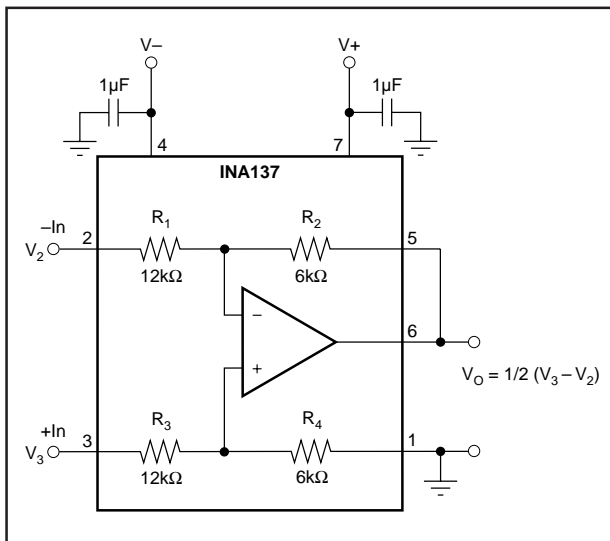 V–
V+
1µF
1µF
4
7
INA137
–In
V2
2
R1
12kΩ
R2
6kΩ
5
–
+
6
VO = 1/2 (V3 – V2)
+In
V3
3
R3
12kΩ
R4
6kΩ
1